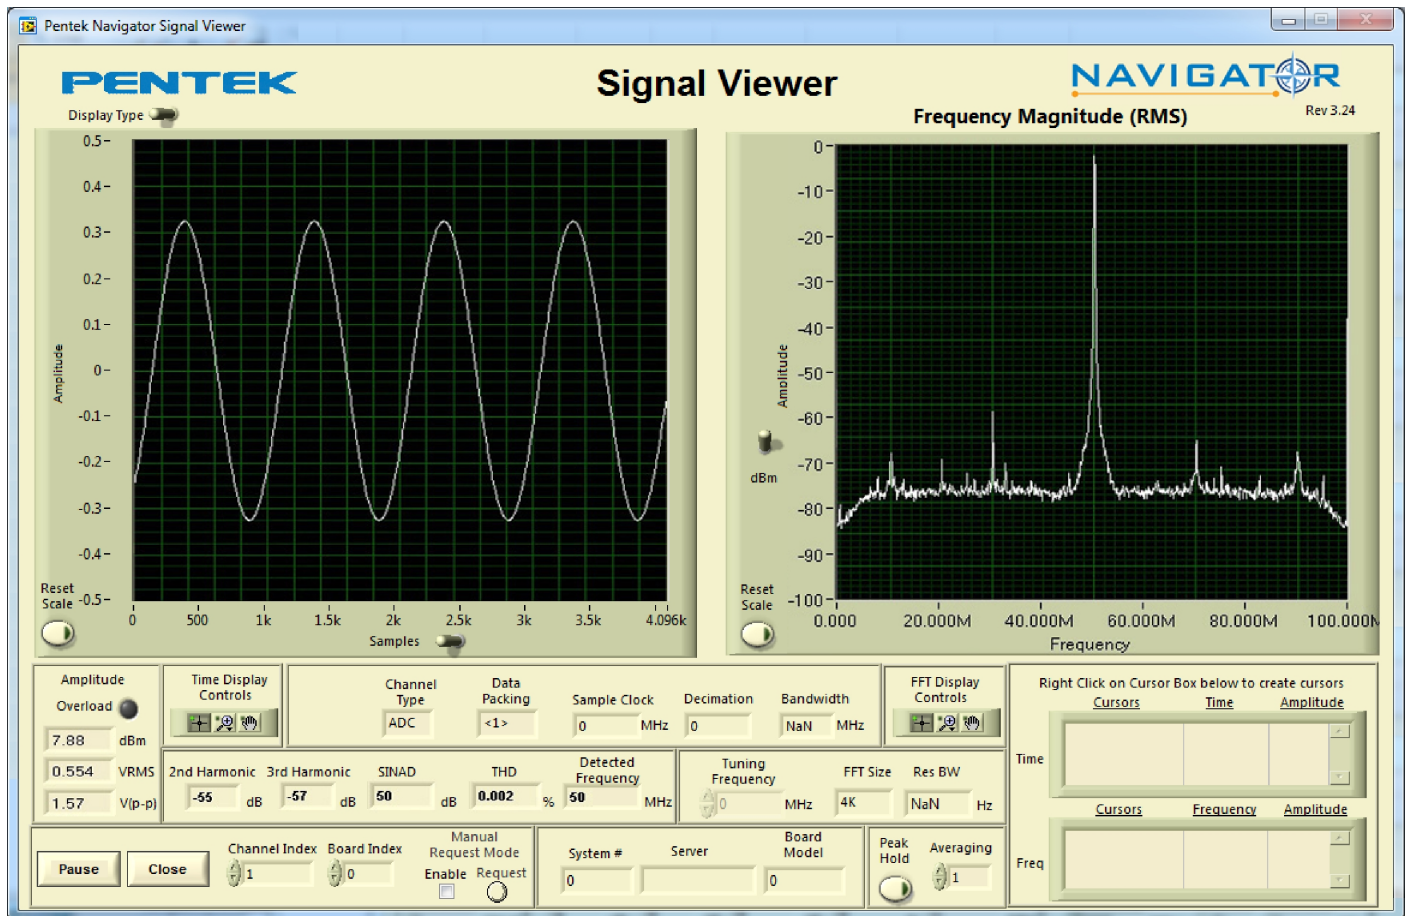 Pentek Navigator Signal Viewer
PENTEK
Signal Viewer
NAVIGATOR
Display Type
Frequency Magnitude (RMS)
Rev 3.24
0.5
0.4
0.3
0.2
0.1
0
-0.1
-0.2
-0.3
-0.4
-0.5
Amplitude
Reset
Scale
0 500 1k 1.5k 2k 2.5k 3k 3.5k 4.096k
Samples
0
-10
-20
-30
-40
-50
-60
-70
-80
-90
-100
Amplitude
dBm
Reset
Scale
0.000 20.000M 40.000M 60.000M 80.000M 100.000M
Frequency
Amplitude
Overload
7.88 dBm
0.554 VRMS
1.57 V(p-p)
Time Display
Controls
Channel
Type
ADC
Data
Packing
<1>
Sample Clock
0 MHz
Decimation
0
Bandwidth
NaN MHz
FFT Display
Controls
2nd Harmonic
-55 dB
3rd Harmonic
-57 dB
SINAD
50 dB
THD
0.002 %
Detected
Frequency
50 MHz
Tuning
Frequency
0 MHz
FFT Size
4K
Res BW
NaN Hz
Right Click on Cursor Box below to create cursors
Cursors Time Amplitude
Time
Cursors Frequency Amplitude
Freq
Pause
Close
Channel Index
1
Board Index
0
Manual
Request Mode
Enable Request
System #
0
Server
Board
Model
0
Peak
Hold
Averaging
1